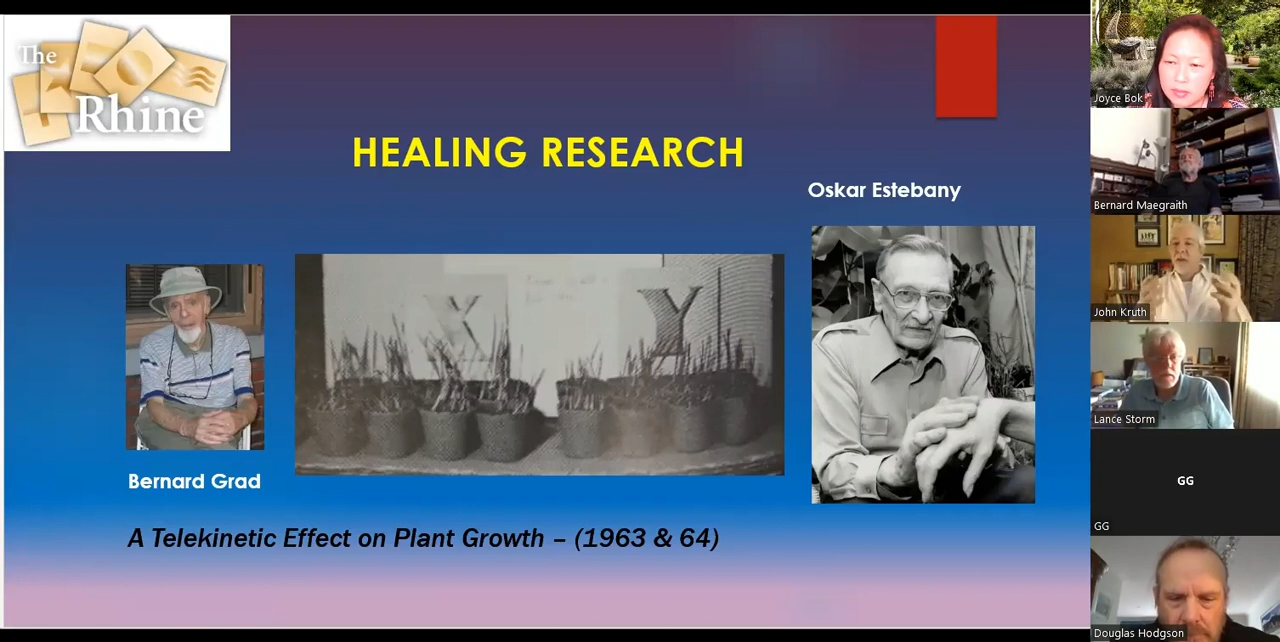 The
Rhine
HEALING RESEARCH
Oskar Estebany
X Y
Bernard Grad
A Telekinetic Effect on Plant Growth – (1963 & 64)
Joyce Bok
Bernard Maegraith
John Kruth
Lance Storm
GG
GG
Douglas Hodgson